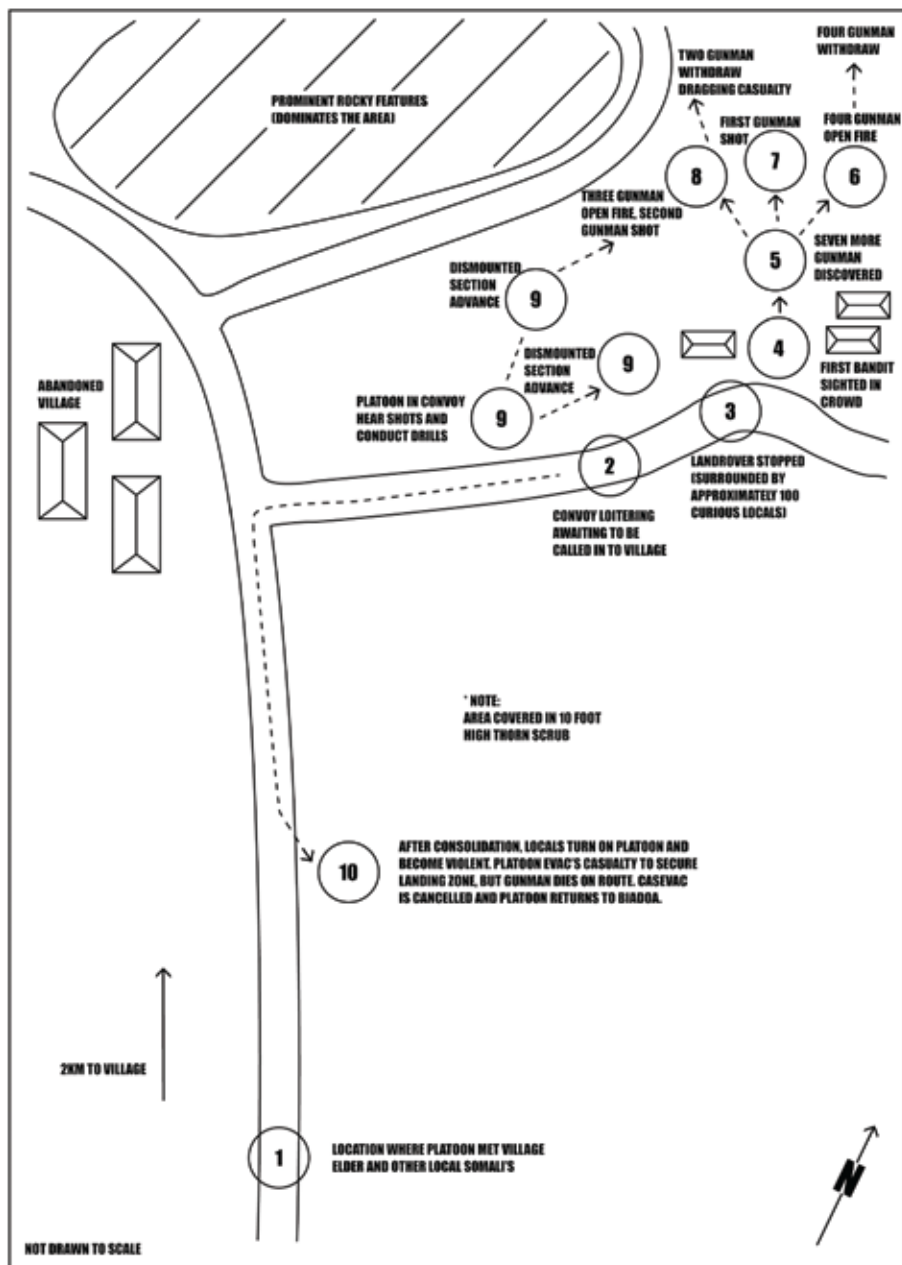 FOUR GUNMAN
WITHDRAW
TWO GUNMAN
WITHDRAW
DRAGGING CASUALTY
PROMINENT ROCKY FEATURES
(DOMINATES THE AREA)
FIRST GUNMAN
SHOT
FOUR GUNMAN
OPEN FIRE
7
8
6
THREE GUNMAN
OPEN FIRE, SECOND
GUNMAN SHOT
5
SEVEN MORE
GUNMAN
DISCOVERED
DISMOUNTED
SECTION
ADVANCE
9
4
DISMOUNTED
SECTION
ADVANCE
9
FIRST BANDIT
SIGHTED IN
CROWD
ABANDONED
VILLAGE
PLATOON IN CONVOY
HEAR SHOTS AND
CONDUCT DRILLS
9
3
2
LANDROVER STOPPED
(SURROUNDED BY
APPROXIMATELY 100
CURIOUS LOCALS)
CONVOY LOITERING
AWAITING TO BE
CALLED IN TO VILLAGE
* NOTE:
AREA COVERED IN 10 FOOT
HIGH THORN SCRUB
10
AFTER CONSOLIDATION, LOCALS TURN ON PLATOON AND
BECOME VIOLENT. PLATOON EVAC'S CASUALTY TO SECURE
LANDING ZONE, BUT GUNMAN DIES ON ROUTE. CASEVAC
IS CANCELLED AND PLATOON RETURNS TO BIADOA.
2KM TO VILLAGE
1
LOCATION WHERE PLATOON MET VILLAGE
ELDER AND OTHER LOCAL SOMALI'S
N
NOT DRAWN TO SCALE